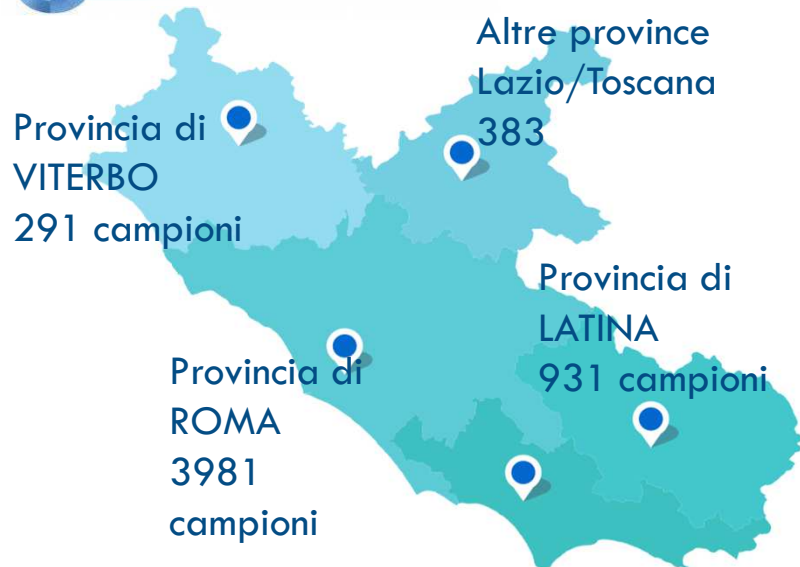 Altre province
Lazio/Toscana
383
Provincia di
VITERBO
291 campioni
Provincia di
LATINA
931 campioni
Provincia di
ROMA
3981
campioni